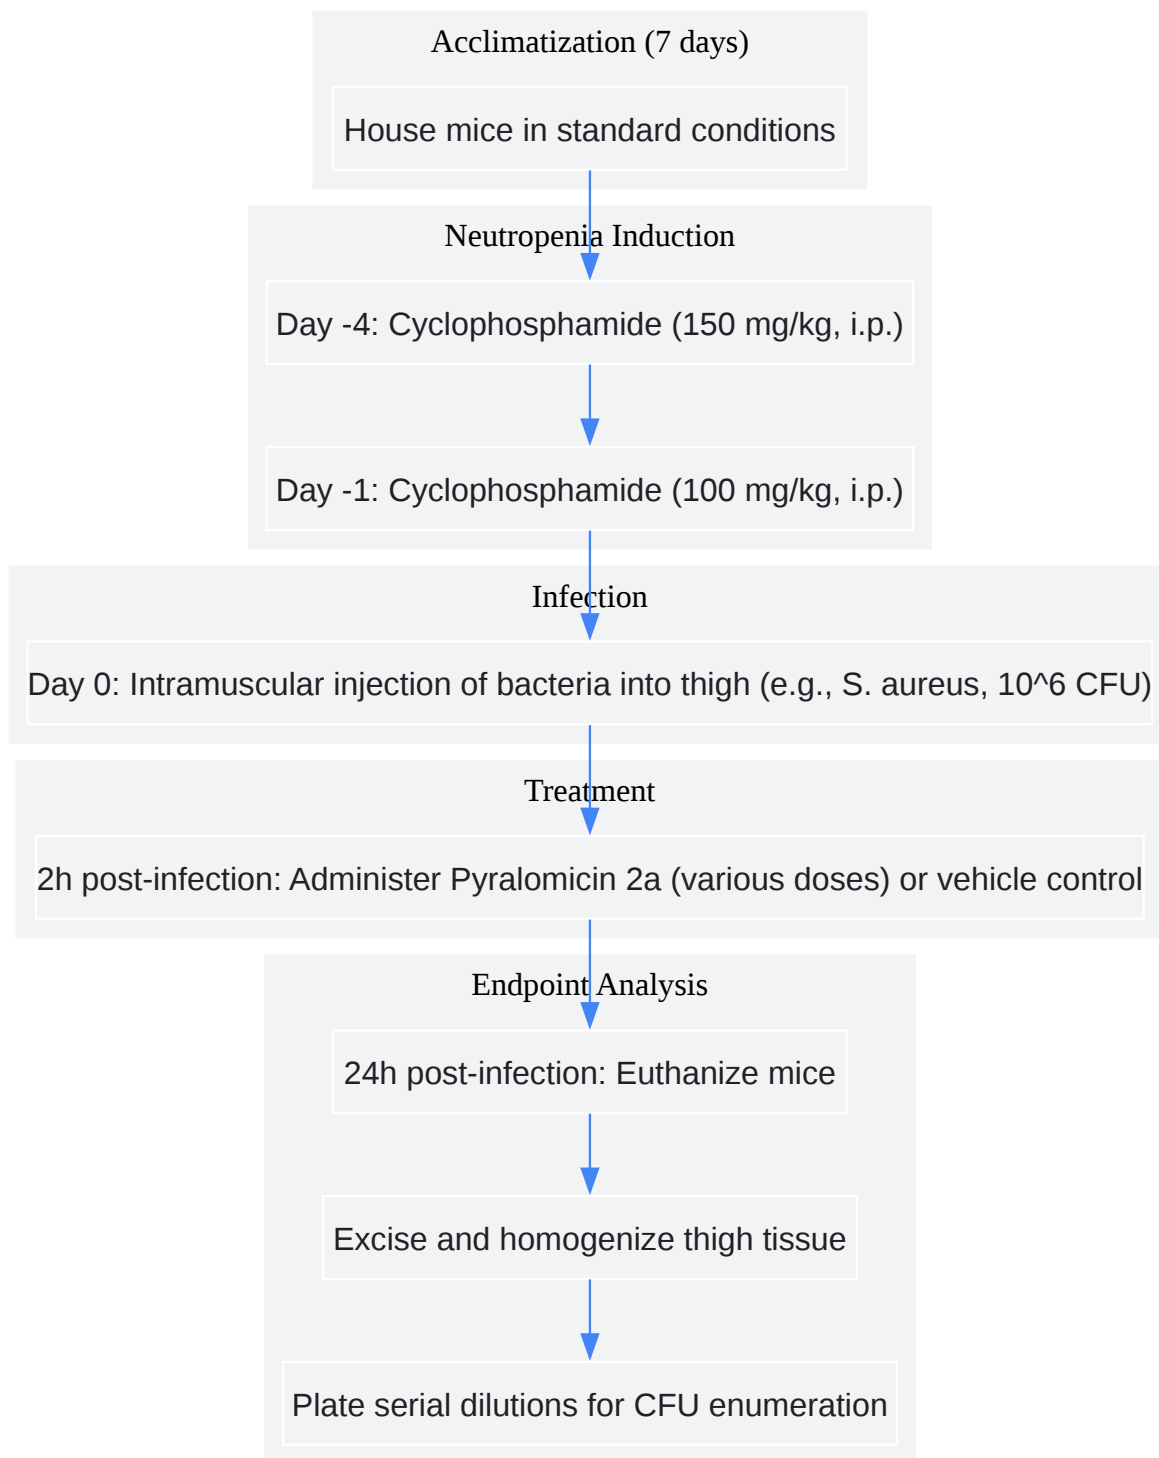 Acclimatization (7 days)
House mice in standard conditions
Neutropenia Induction
Day -4: Cyclophosphamide (150 mg/kg, i.p.)
Day -1: Cyclophosphamide (100 mg/kg, i.p.)
Infection
Day 0: Intramuscular injection of bacteria into thigh (e.g., S. aureus, 10^6 CFU)
Treatment
2h post-infection: Administer Pyralomicin 2a (various doses) or vehicle control
Endpoint Analysis
24h post-infection: Euthanize mice
Excise and homogenize thigh tissue
Plate serial dilutions for CFU enumeration